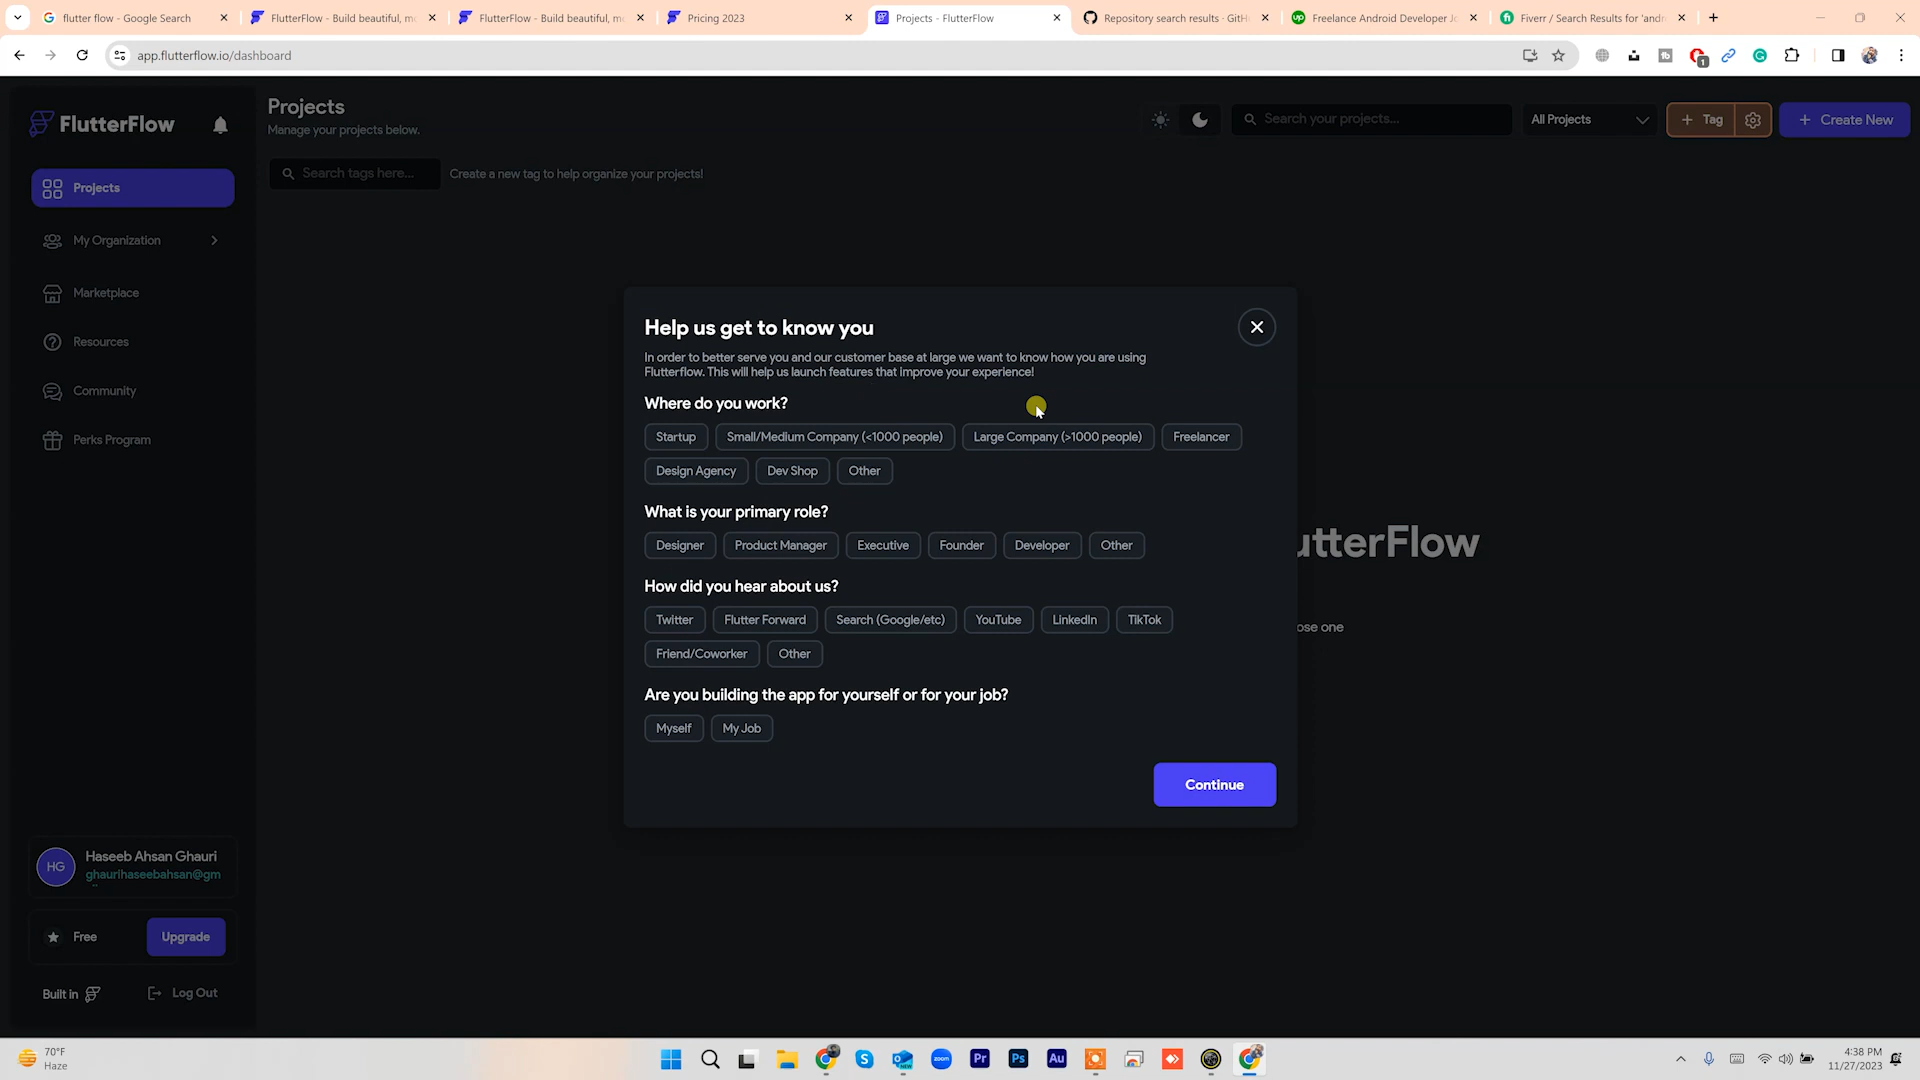 flutter flow - Google Search
FlutterFlow - Build beautiful, mo
FlutterFlow - Build beautiful, mo
Pricing 2023
Projects - FlutterFlow
Repository search results · GitH
Freelance Android Developer Jo
Fiverr / Search Results for 'andr
app.flutterflow.io/dashboard
1
FlutterFlow
Projects
Manage your projects below.
Search your projects...
All Projects
+ Tag
+ Create New
Search tags here...
Create a new tag to help organize your projects!
Projects
My Organization
Marketplace
Resources
Community
Perks Program
Help us get to know you
In order to better serve you and our customer base at large we want to know how you are using
Flutterflow. This will help us launch features that improve your experience!
Where do you work?
Startup
Small/Medium Company (<1000 people)
Large Company (>1000 people)
Freelancer
Design Agency
Dev Shop
Other
What is your primary role?
Designer
Product Manager
Executive
Founder
Developer
Other
How did you hear about us?
Twitter
Flutter Forward
Search (Google/etc)
YouTube
LinkedIn
TikTok
Friend/Coworker
Other
Are you building the app for yourself or for your job?
Myself
My Job
Continue
utterFlow
ose one
HG
Haseeb Ahsan Ghauri
ghaurihaseebahsan@gm
Free
Upgrade
Built in
Log Out
70°F
Haze
zoom
Pr
Ps
Au
4:38 PM
11/27/2023